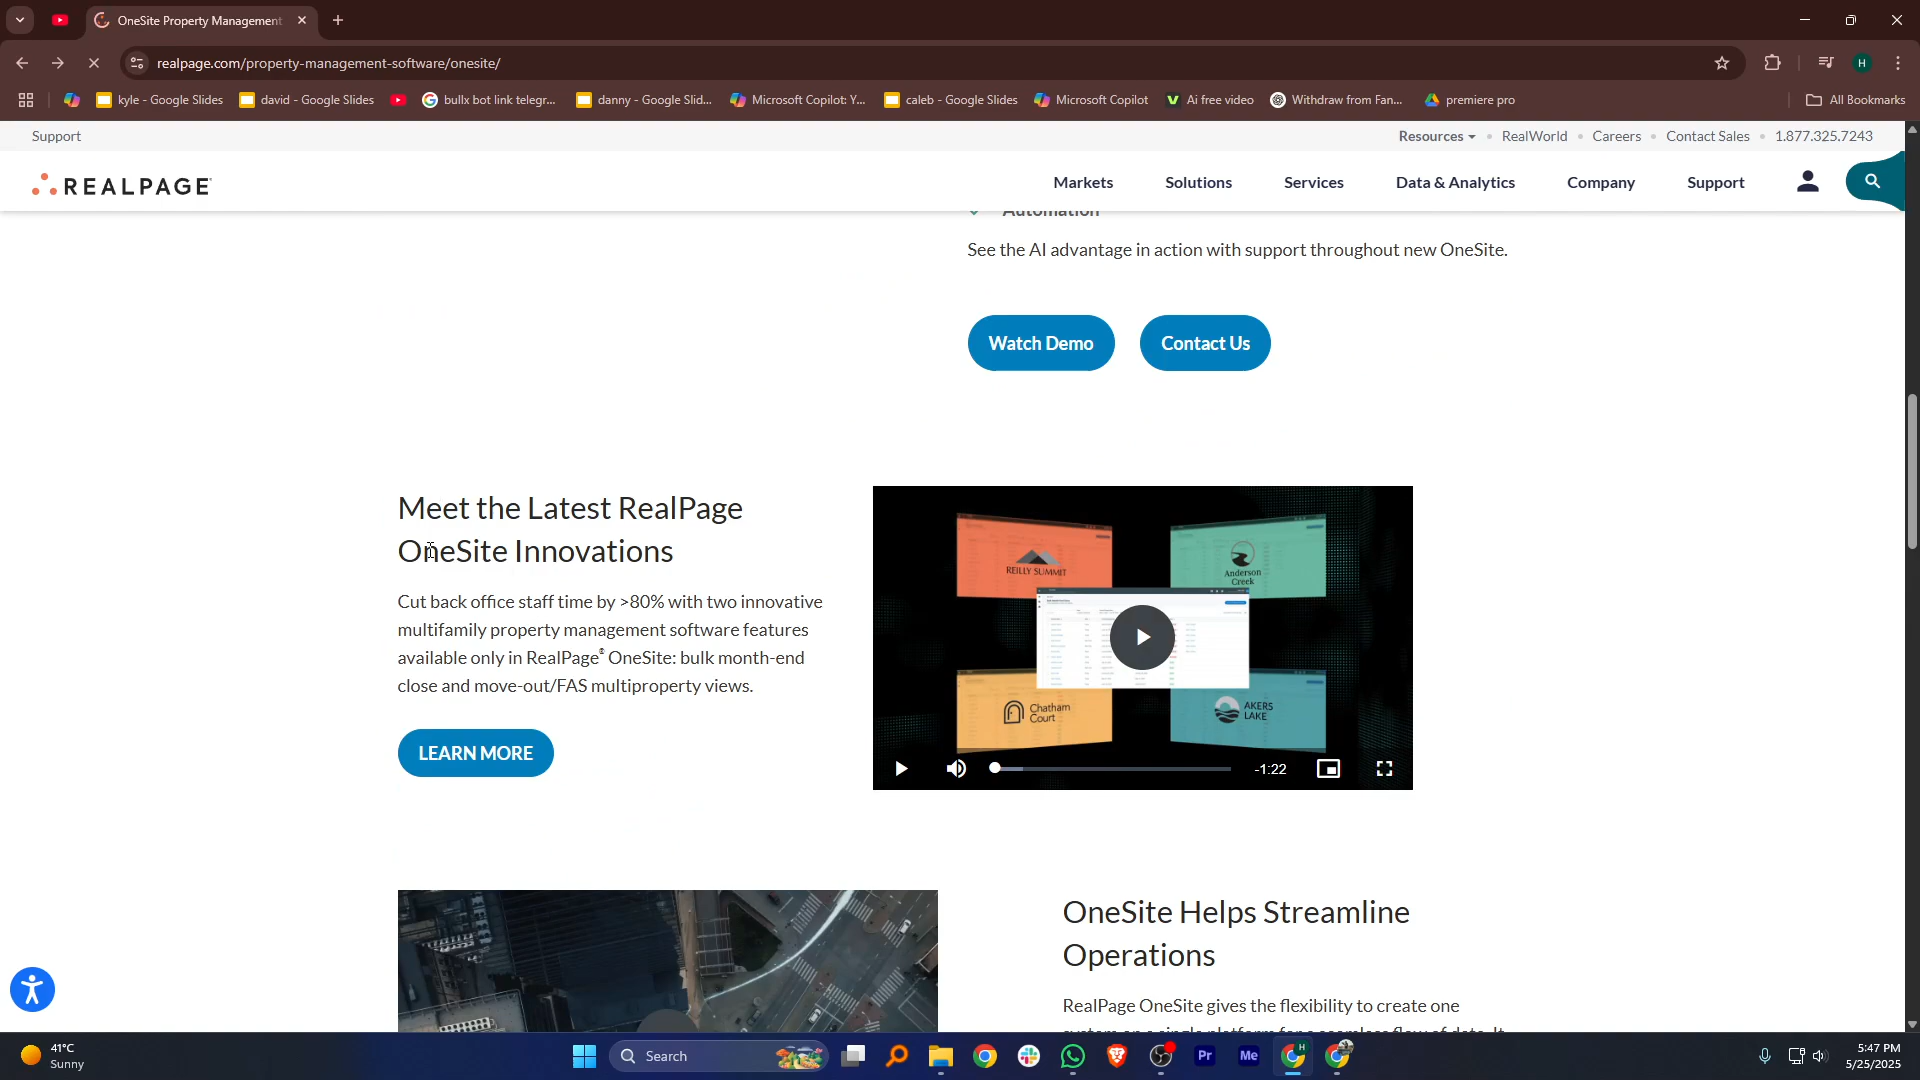 OneSite Property Management
realpage.com/property-management-software/onesite/
H
kyle - Google Slides
david - Google Slides
bullx bot link telegr...
danny - Google Slid...
Microsoft Copilot: Y...
caleb - Google Slides
Microsoft Copilot
Ai free video
Withdraw from Fan...
premiere pro
All Bookmarks
Support
Resources
RealWorld
Careers
Contact Sales
1.877.325.7243
REALPAGE
Markets
Solutions
Services
Data & Analytics
Company
Support
Automation
See the AI advantage in action with support throughout new OneSite.
Watch Demo
Contact Us
Meet the Latest RealPage
OneSite Innovations
Cut back office staff time by >80% with two innovative
multifamily property management software features
available only in RealPage® OneSite: bulk month-end
close and move-out/FAS multiproperty views.
LEARN MORE
REILLY SUMMIT
Anderson
Creek
Chatham
Court
AKERS
LAKE
-1:22
OneSite Helps Streamline
Operations
RealPage OneSite gives the flexibility to create one
41°C
Sunny
Search
Pr
Me
H
5:47 PM
5/25/2025